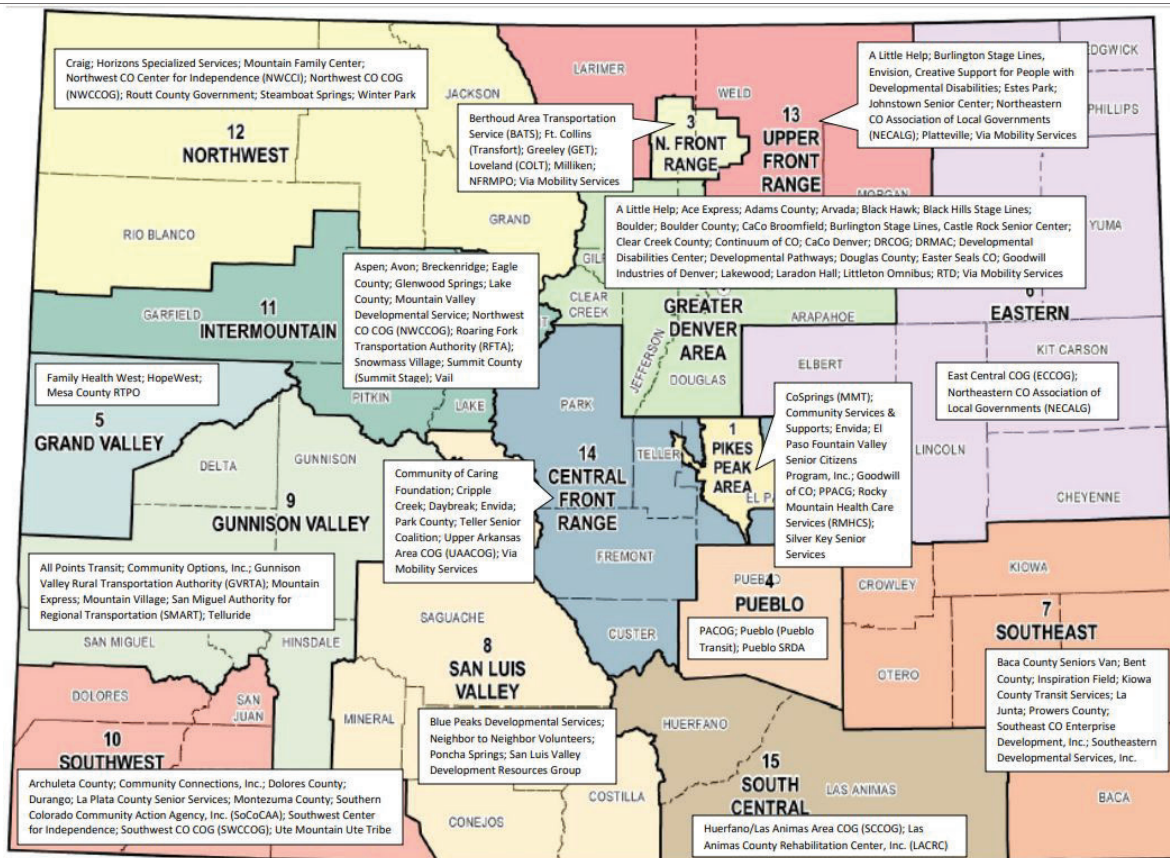 Craig; Horizons Specialized Services; Mountain Family Center;
Northwest CO Center for Independence (NWCCI); Northwest CO COG
(NWCCOG); Routt County Government; Steamboat Springs; Winter Park
JACKSON
12
NORTHWEST
RIO BLANCO
GRAND
LARIMER
WELD
Berthoud Area Transportation
Service (BATS); Ft. Collins
(Transfort); Greeley (GET);
Loveland (COLT); Milliken;
NFRMPO; Via Mobility Services
3
N. FRONT
RANGE
13
UPPER
FRONT
RANGE
MORGAN
A Little Help; Burlington Stage Lines,
Envision, Creative Support for People with
Developmental Disabilities; Estes Park;
Johnstown Senior Center; Northeastern
CO Association of Local Governments
(NECALG); Platteville; Via Mobility Services
EDGWICK
PHILLIPS
YUMA
A Little Help; Ace Express; Adams County; Arvada; Black Hawk; Black Hills Stage Lines;
Boulder; Boulder County; CaCo Broomfield; Burlington Stage Lines, Castle Rock Senior Center;
Clear Creek County; Continuum of CO; CaCo Denver; DRCOG; DRMAC; Developmental
Disabilities Center; Developmental Pathways; Douglas County; Easter Seals CO; Goodwill
Industries of Denver; Lakewood; Laradon Hall; Littleton Omnibus; RTD; Via Mobility Services
GILP
CLEAR
CREEK
GREATER
DENVER
AREA
JEFFERSON
DOUGLAS
ARAPAHOE
6
EASTERN
ELBERT
KIT CARSON
LINCOLN
CHEYENNE
East Central COG (ECCOG);
Northeastern CO Association of
Local Governments (NECALG)
GARFIELD
11
INTERMOUNTAIN
PITKIN
LAKE
Aspen; Avon; Breckenridge; Eagle
County; Glenwood Springs; Lake
County; Mountain Valley
Developmental Service; Northwest
CO COG (NWCCOG); Roaring Fork
Transportation Authority (RFTA);
Snowmass Village; Summit County
(Summit Stage); Vail
Family Health West; HopeWest;
Mesa County RTPO
5
GRAND VALLEY
DELTA
GUNNISON
9
GUNNISON VALLEY
All Points Transit; Community Options, Inc.; Gunnison
Valley Rural Transportation Authority (GVRTA); Mountain
Express; Mountain Village; San Miguel Authority for
Regional Transportation (SMART); Telluride
SAN MIGUEL
HINSDALE
PARK
TELLER
14
CENTRAL
FRONT
RANGE
FREMONT
CUSTER
Community of Caring
Foundation; Cripple
Creek; Daybreak; Envida;
Park County; Teller Senior
Coalition; Upper Arkansas
Area COG (UAACOG); Via
Mobility Services
1
PIKES
PEAK
AREA
EL PA
CoSprings (MMT);
Community Services &
Supports; Envida; El
Paso Fountain Valley
Senior Citizens
Program, Inc.; Goodwill
of CO; PPACG; Rocky
Mountain Health Care
Services (RMHCS);
Silver Key Senior
Services
PUEBLO
4
PUEBLO
PACOG; Pueblo (Pueblo
Transit); Pueblo SRDA
CROWLEY
OTERO
KIOWA
7
SOUTHEAST
BACA
Baca County Seniors Van; Bent
County; Inspiration Field; Kiowa
County Transit Services; La
Junta; Prowers County;
Southeast CO Enterprise
Development, Inc.; Southeastern
Developmental Services, Inc.
SAGUACHE
8
SAN LUIS
VALLEY
MINERAL
COSTILLA
CONEJOS
Blue Peaks Developmental Services;
Neighbor to Neighbor Volunteers;
Poncha Springs; San Luis Valley
Development Resources Group
DOLORES
SAN
JUAN
10
SOUTHWEST
Archuleta County; Community Connections, Inc.; Dolores County;
Durango; La Plata County Senior Services; Montezuma County; Southern
Colorado Community Action Agency, Inc. (SoCoCAA); Southwest Center
for Independence; Southwest CO COG (SWCCOG); Ute Mountain Ute Tribe
HUERFANO
15
SOUTH
CENTRAL
LAS ANIMAS
Huerfano/Las Animas Area COG (SCCOG); Las
Animas County Rehabilitation Center, Inc. (LACRC)